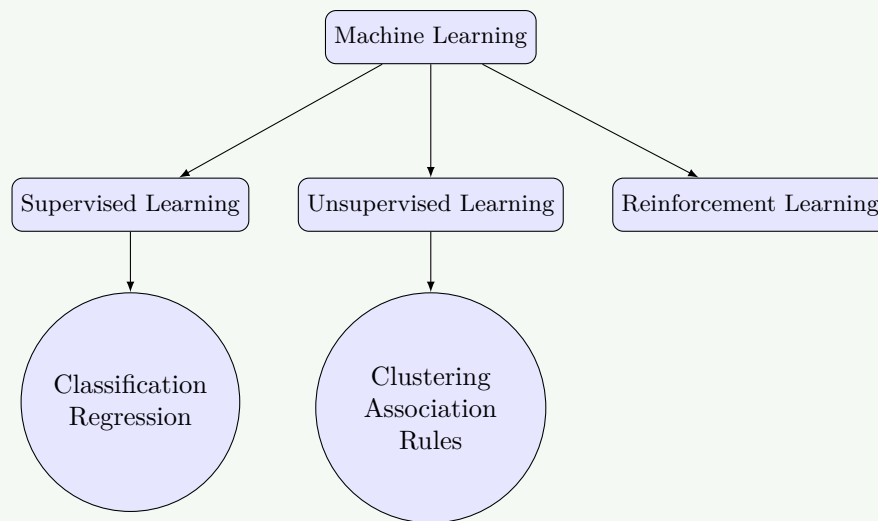 Machine Learning
Supervised Learning
Unsupervised Learning
Reinforcement Learning
Classification
Regression
Clustering
Association
Rules